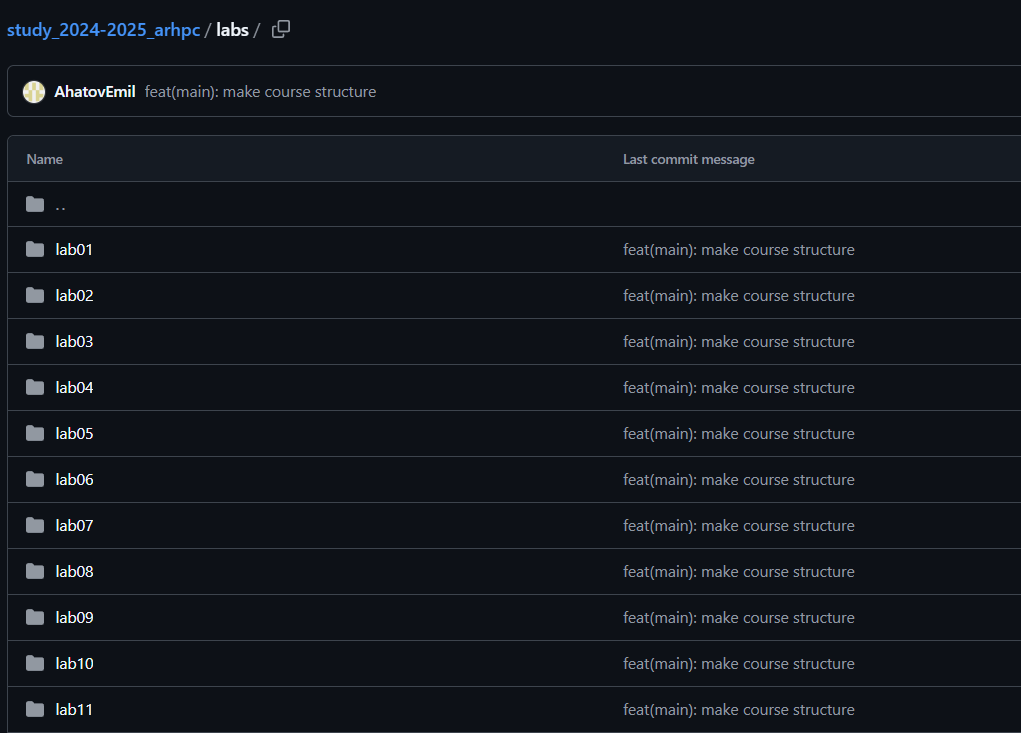 study_2024-2025_arhpc / labs /
AhatovEmil feat(main): make course structure
Name Last commit message
..
lab01 feat(main): make course structure
lab02 feat(main): make course structure
lab03 feat(main): make course structure
lab04 feat(main): make course structure
lab05 feat(main): make course structure
lab06 feat(main): make course structure
lab07 feat(main): make course structure
lab08 feat(main): make course structure
lab09 feat(main): make course structure
lab10 feat(main): make course structure
lab11 feat(main): make course structure